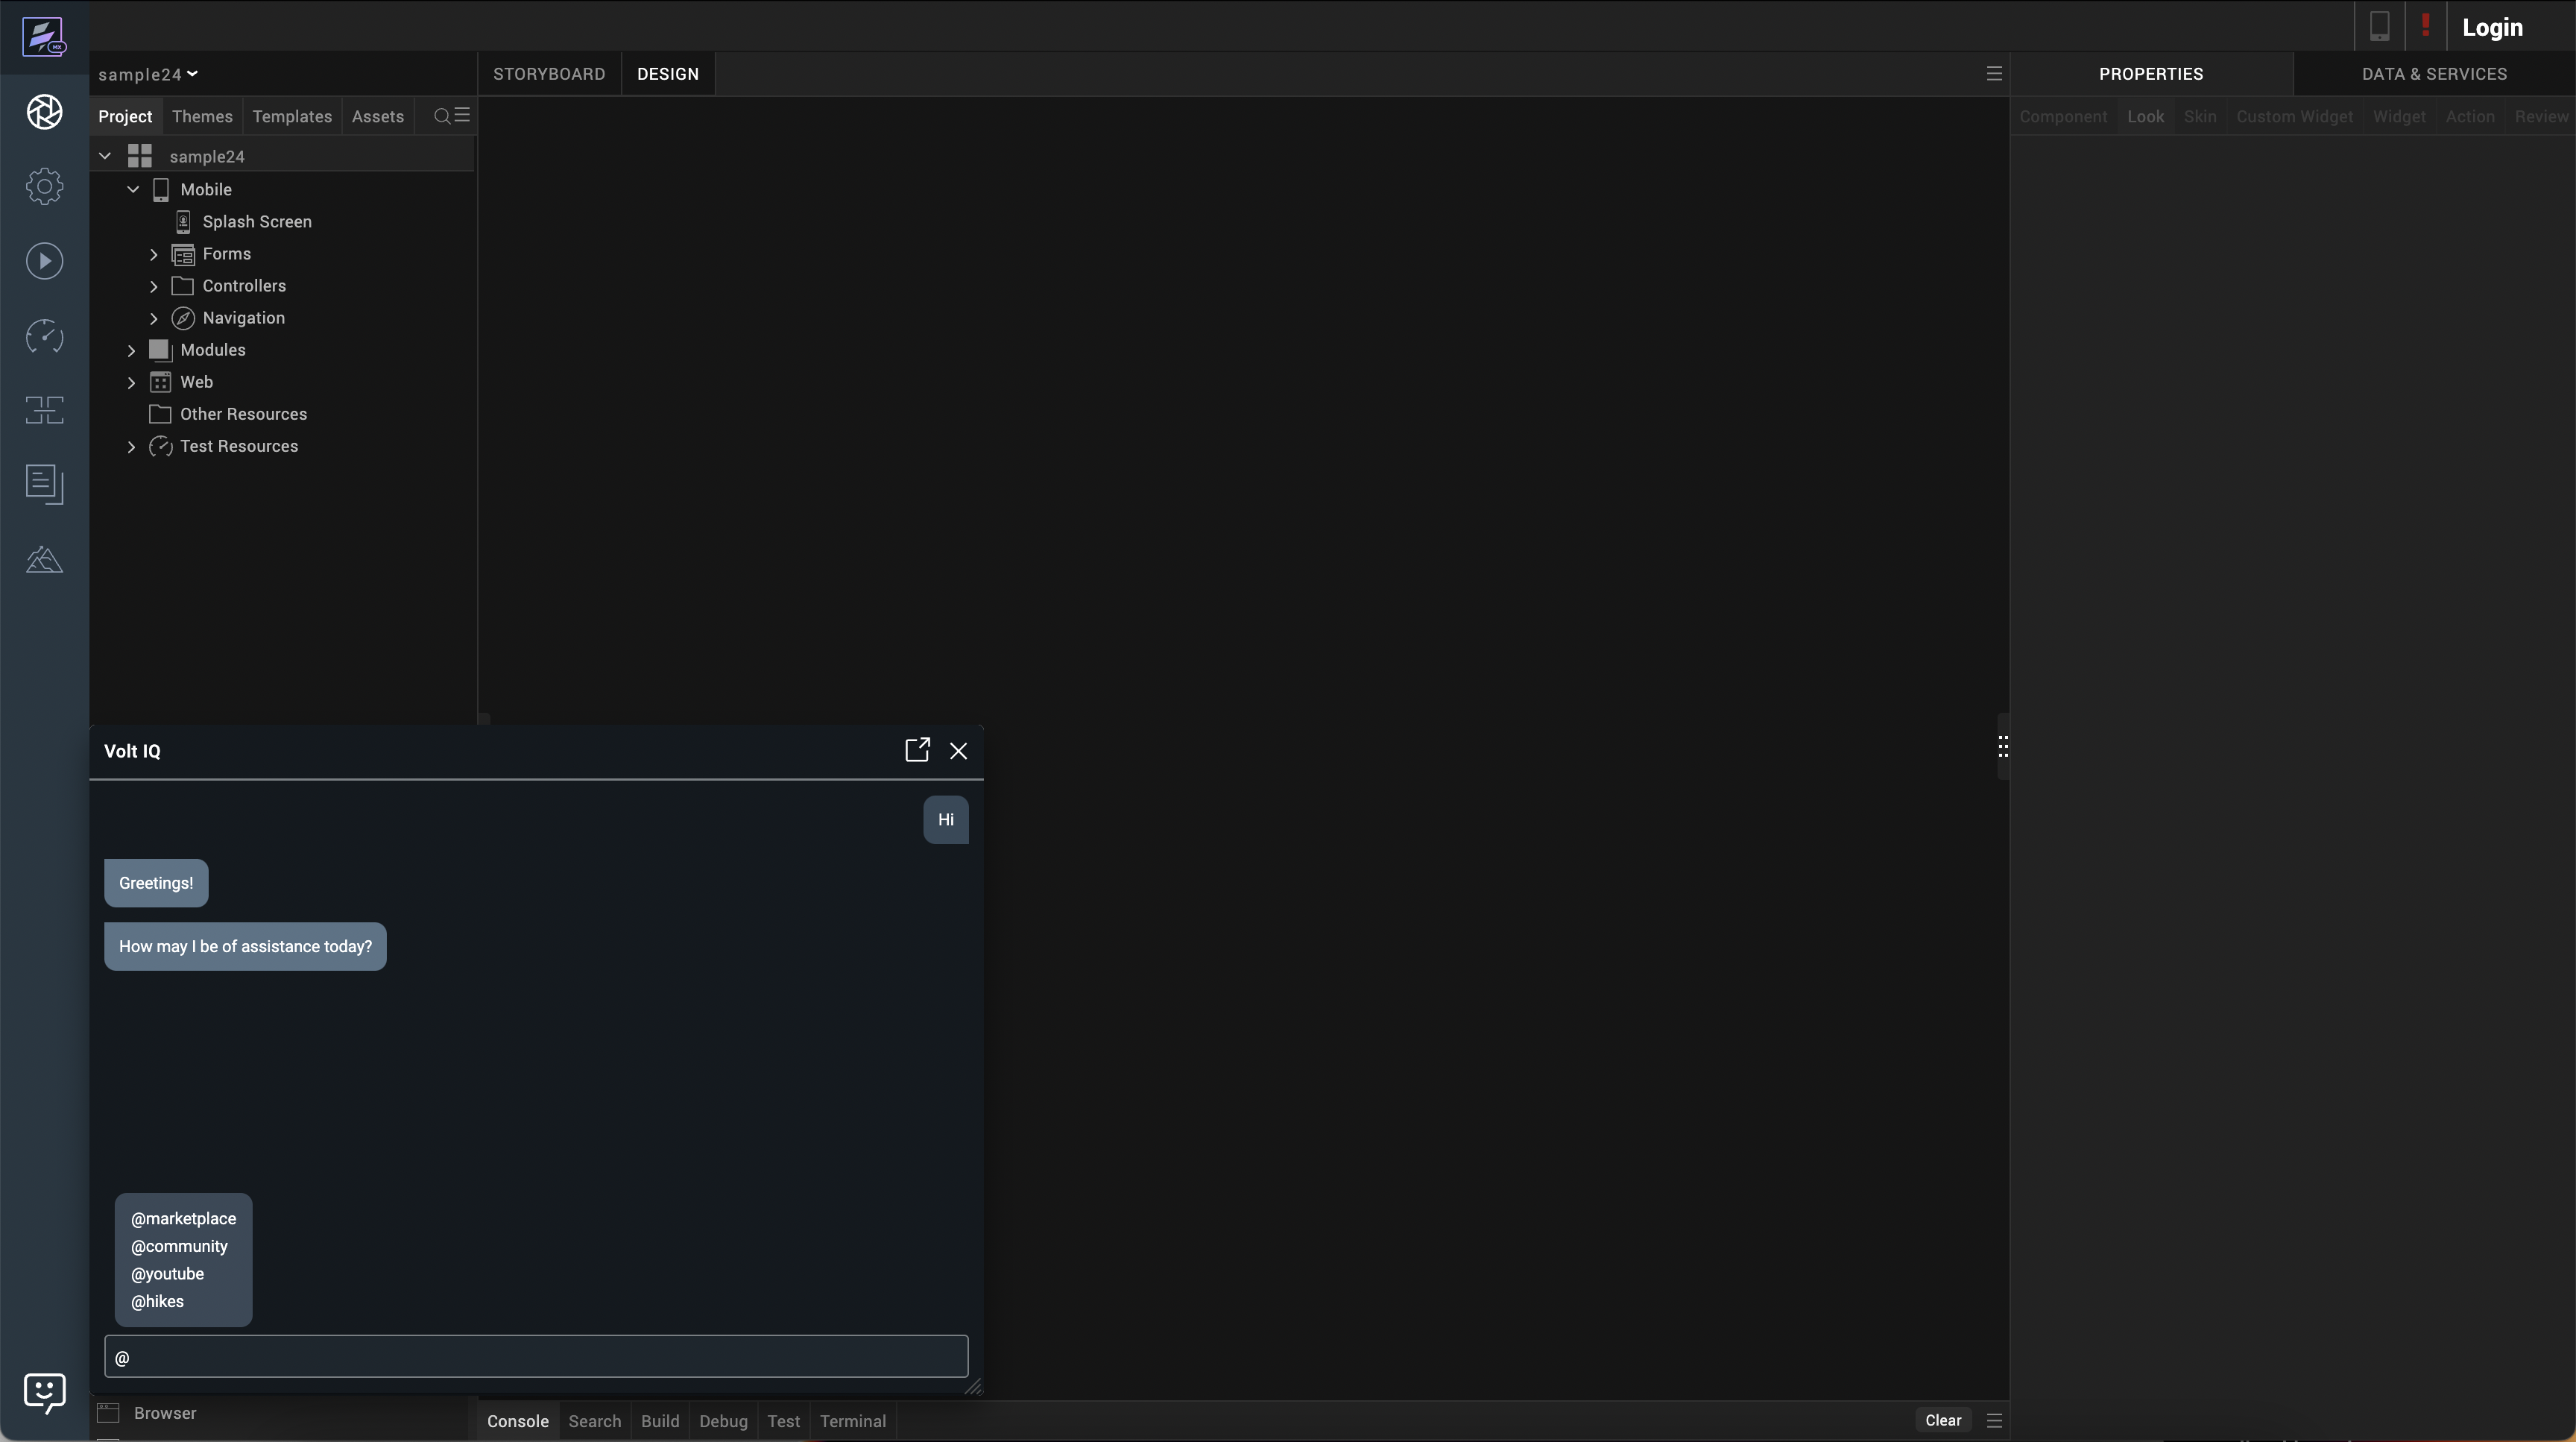 MX
Login
sample24
STORYBOARD
DESIGN
PROPERTIES
DATA & SERVICES
Project
Themes
Templates
Assets
Component
Look
Skin
Custom Widget
Widget
Action
Review
sample24
Mobile
Splash Screen
Forms
Controllers
Navigation
Modules
Web
Other Resources
Test Resources
Volt IQ
Hi
Greetings!
How may I be of assistance today?
@marketplace
@community
@youtube
@hikes
@
Browser
Console
Search
Build
Debug
Test
Terminal
Clear